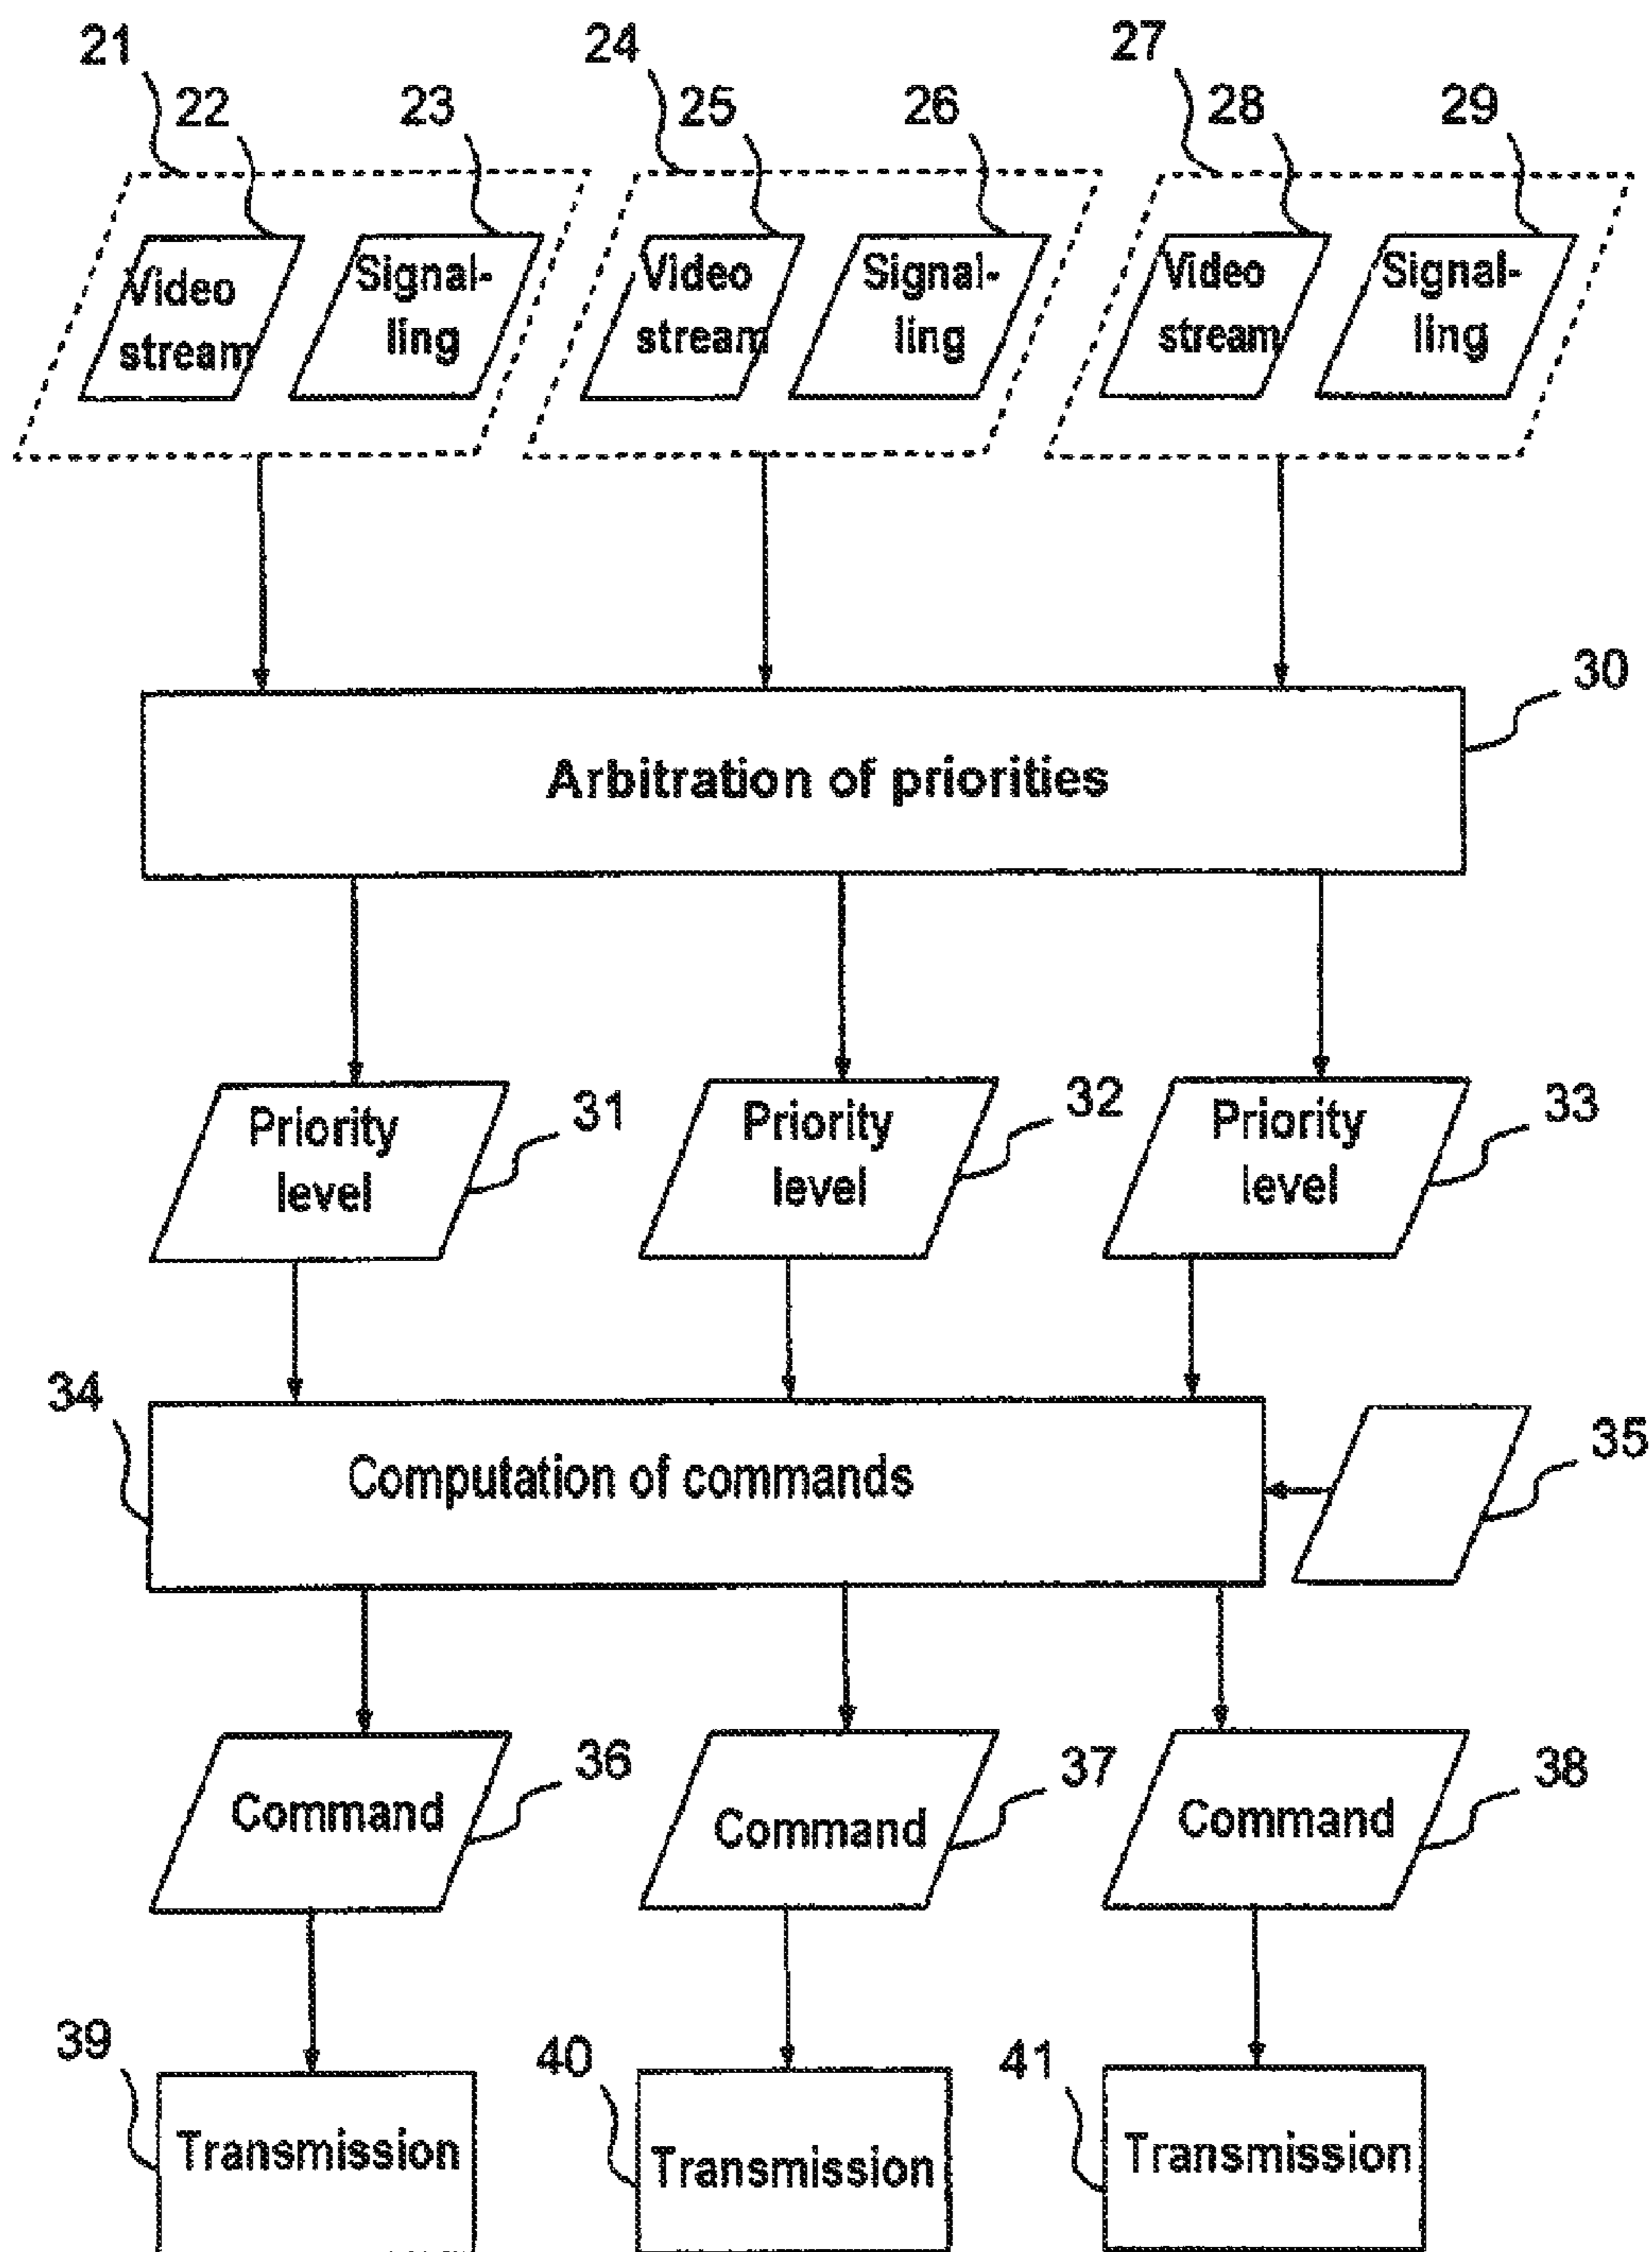 21
24
27
22
23
25
26
28
29
Video
stream
Signal-
ling
Video
stream
Signal-
ling
Video
stream
Signal-
ling
30
Arbitration of priorities
Priority
level
31
Priority
level
32
Priority
level
33
34
Computation of commands
35
Command
36
Command
37
Command
38
39
Transmission
40
Transmission
41
Transmission